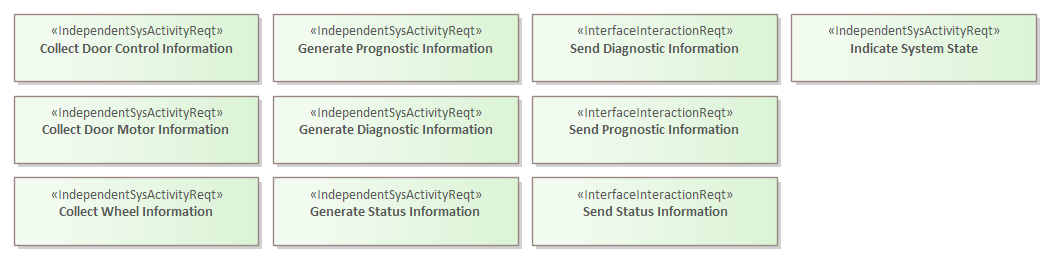 «IndependentSysActivityReqt»
Collect Door Control Information
«IndependentSysActivityReqt»
Generate Prognostic Information
«InterfaceInteractionReqt»
Send Diagnostic Information
«IndependentSysActivityReqt»
Indicate System State
«IndependentSysActivityReqt»
Collect Door Motor Information
«IndependentSysActivityReqt»
Generate Diagnostic Information
«InterfaceInteractionReqt»
Send Prognostic Information
«IndependentSysActivityReqt»
Collect Wheel Information
«IndependentSysActivityReqt»
Generate Status Information
«InterfaceInteractionReqt»
Send Status Information